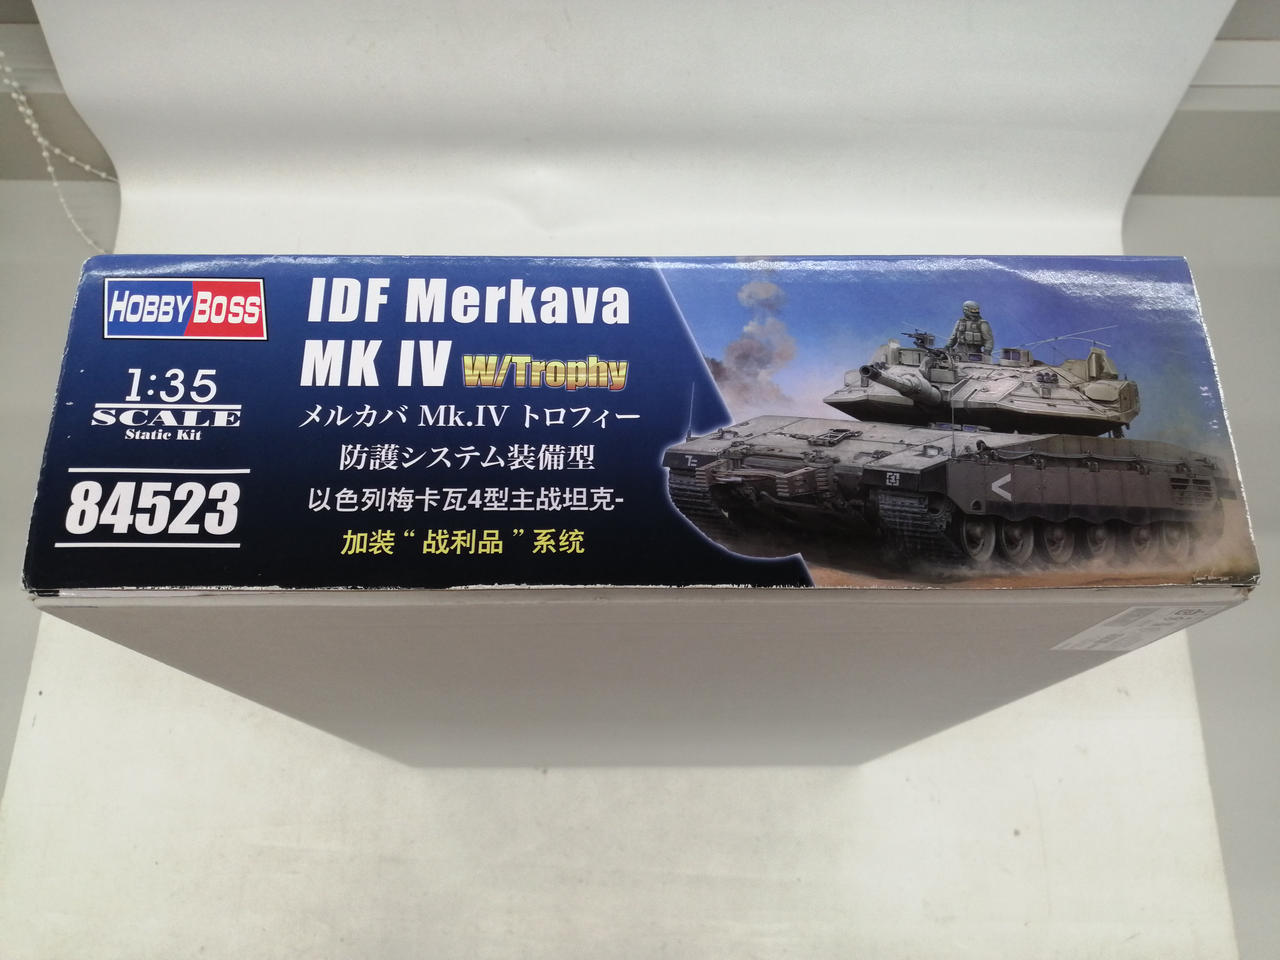 HOBBY BOSS
1:35
SCALE
Static Kit
84523
IDF Merkava
MK IV W/Trophy
メルカバ Mk.IV トロフィー
防護システム装備型
以色列梅卡瓦4型主战坦克-
加装“战利品”系统